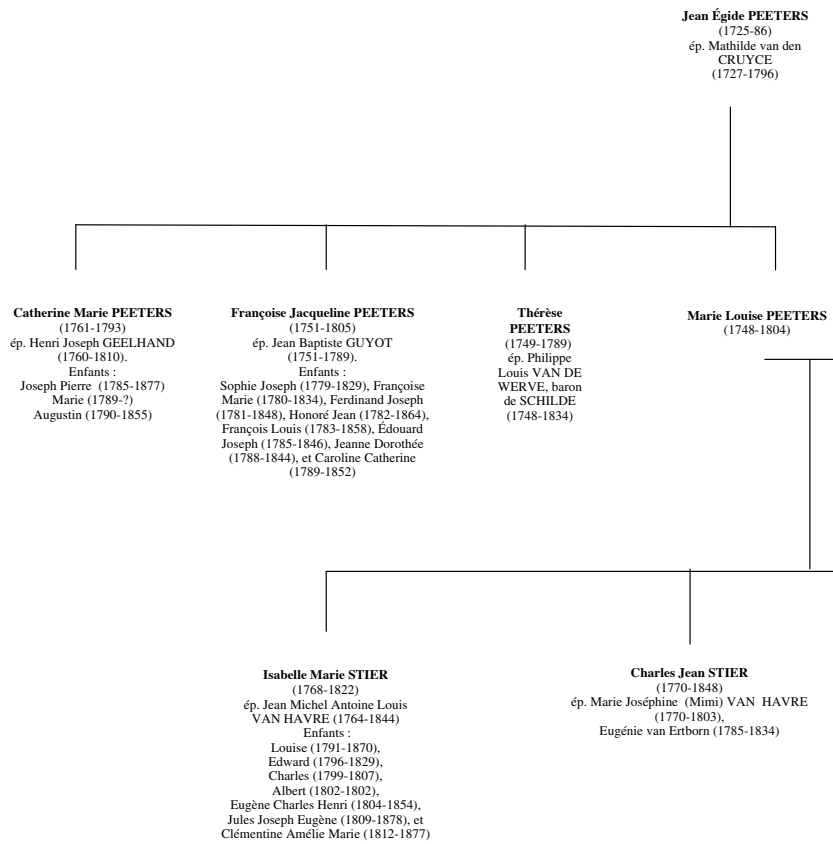 Jean Égide PEETERS
(1725-86)
ép. Mathilde van den
CRUYCE
(1727-1796)
Catherine Marie PEETERS
(1761-1793)
ép. Henri Joseph GEELHAND
(1760-1810).
Enfants :
Joseph Pierre (1785-1877)
Marie (1789-?)
Augustin (1790-1855)
Françoise Jacqueline PEETERS
(1751-1805)
ép. Jean Baptiste GUYOT
(1751-1789).
Enfants :
Sophie Joseph (1779-1829), Françoise
Marie (1780-1834), Ferdinand Joseph
(1781-1848), Honoré Jean (1782-1864),
François Louis (1783-1858), Édouard
Joseph (1785-1846), Jeanne Dorothée
(1788-1844), et Caroline Catherine
(1789-1852)
Thérèse
PEETERS
(1749-1789)
ép. Philippe
Louis VAN DE
WERVE, baron
de SCHILDE
(1748-1834)
Marie Louise PEETERS
(1748-1804)
Isabelle Marie STIER
(1768-1822)
ép. Jean Michel Antoine Louis
VAN HAVRE (1764-1844)
Enfants :
Louise (1791-1870),
Edward (1796-1829),
Charles (1799-1807),
Albert (1802-1802),
Eugène Charles Henri (1804-1854),
Jules Joseph Eugène (1809-1878), et
Clémentine Amélie Marie (1812-1877)
Charles Jean STIER
(1770-1848)
ép. Marie Joséphine (Mimi) VAN HAVRE
(1770-1803),
Eugénie van Ertborn (1785-1834)